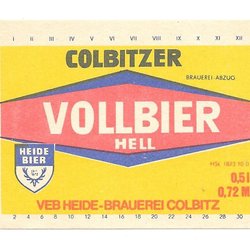 I II III IV V VI VII VIII IX X XI XII
COLBITZER
BRAUEREI-ABZUG
VOLLBIER
HELL
HEIDE
BIER
0,5 l
0,72 M
VEB HEIDE-BRAUEREI COLBITZ
2 4 6 8 10 12 14 16 18 20 22 24 26 28 30